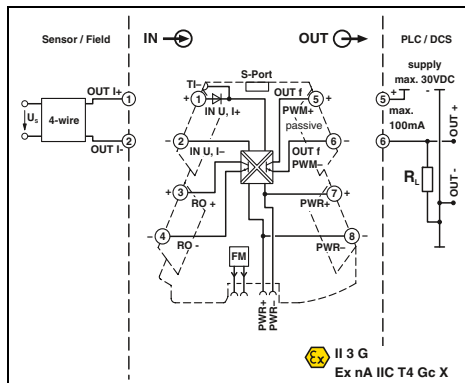 Sensor / Field
IN
OUT
PLC / DCS
supply
max. 30VDC
S-Port
TI–
OUT I+
1
+ 1
OUT f
5
+
PWM+
5 + -
max.
100mA
OUT +
IN U, I+
passive
Us
4-wire
2
OUT I-
– 2
IN U, I–
OUT f
6 –
PWM–
6
3 +
RO +
7 +
PWR+
RL
OUT -
– 4
RO -
8 –
PWR–
FM
PWR+
PWR–
Ex
II 3 G
Ex nA IIC T4 Gc X